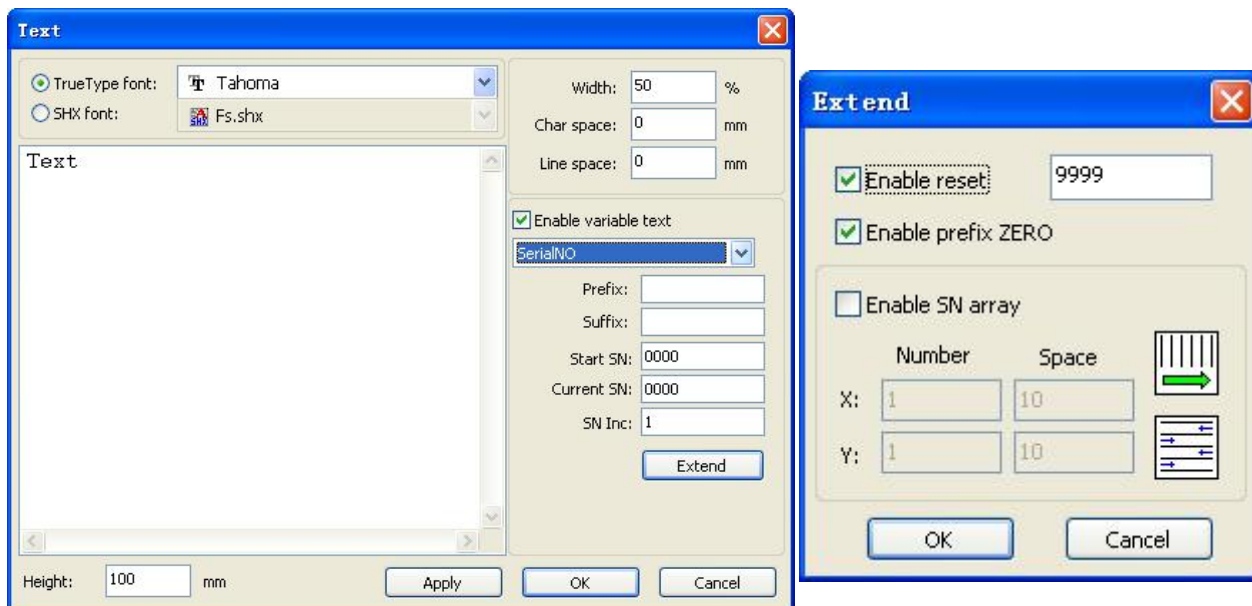 Text
TrueType font: Tahoma
SHX font: Fs.shx
Text
Width: 50 %
Char space: 0 mm
Line space: 0 mm
Enable variable text
SerialNO
Prefix:
Suffix:
Start SN: 0000
Current SN: 0000
SN Inc: 1
Extend
Height: 100 mm
Apply
OK
Cancel
Extend
Enable reset 9999
Enable prefix ZERO
Enable SN array
Number Space
X: 1 10
Y: 1 10
OK
Cancel